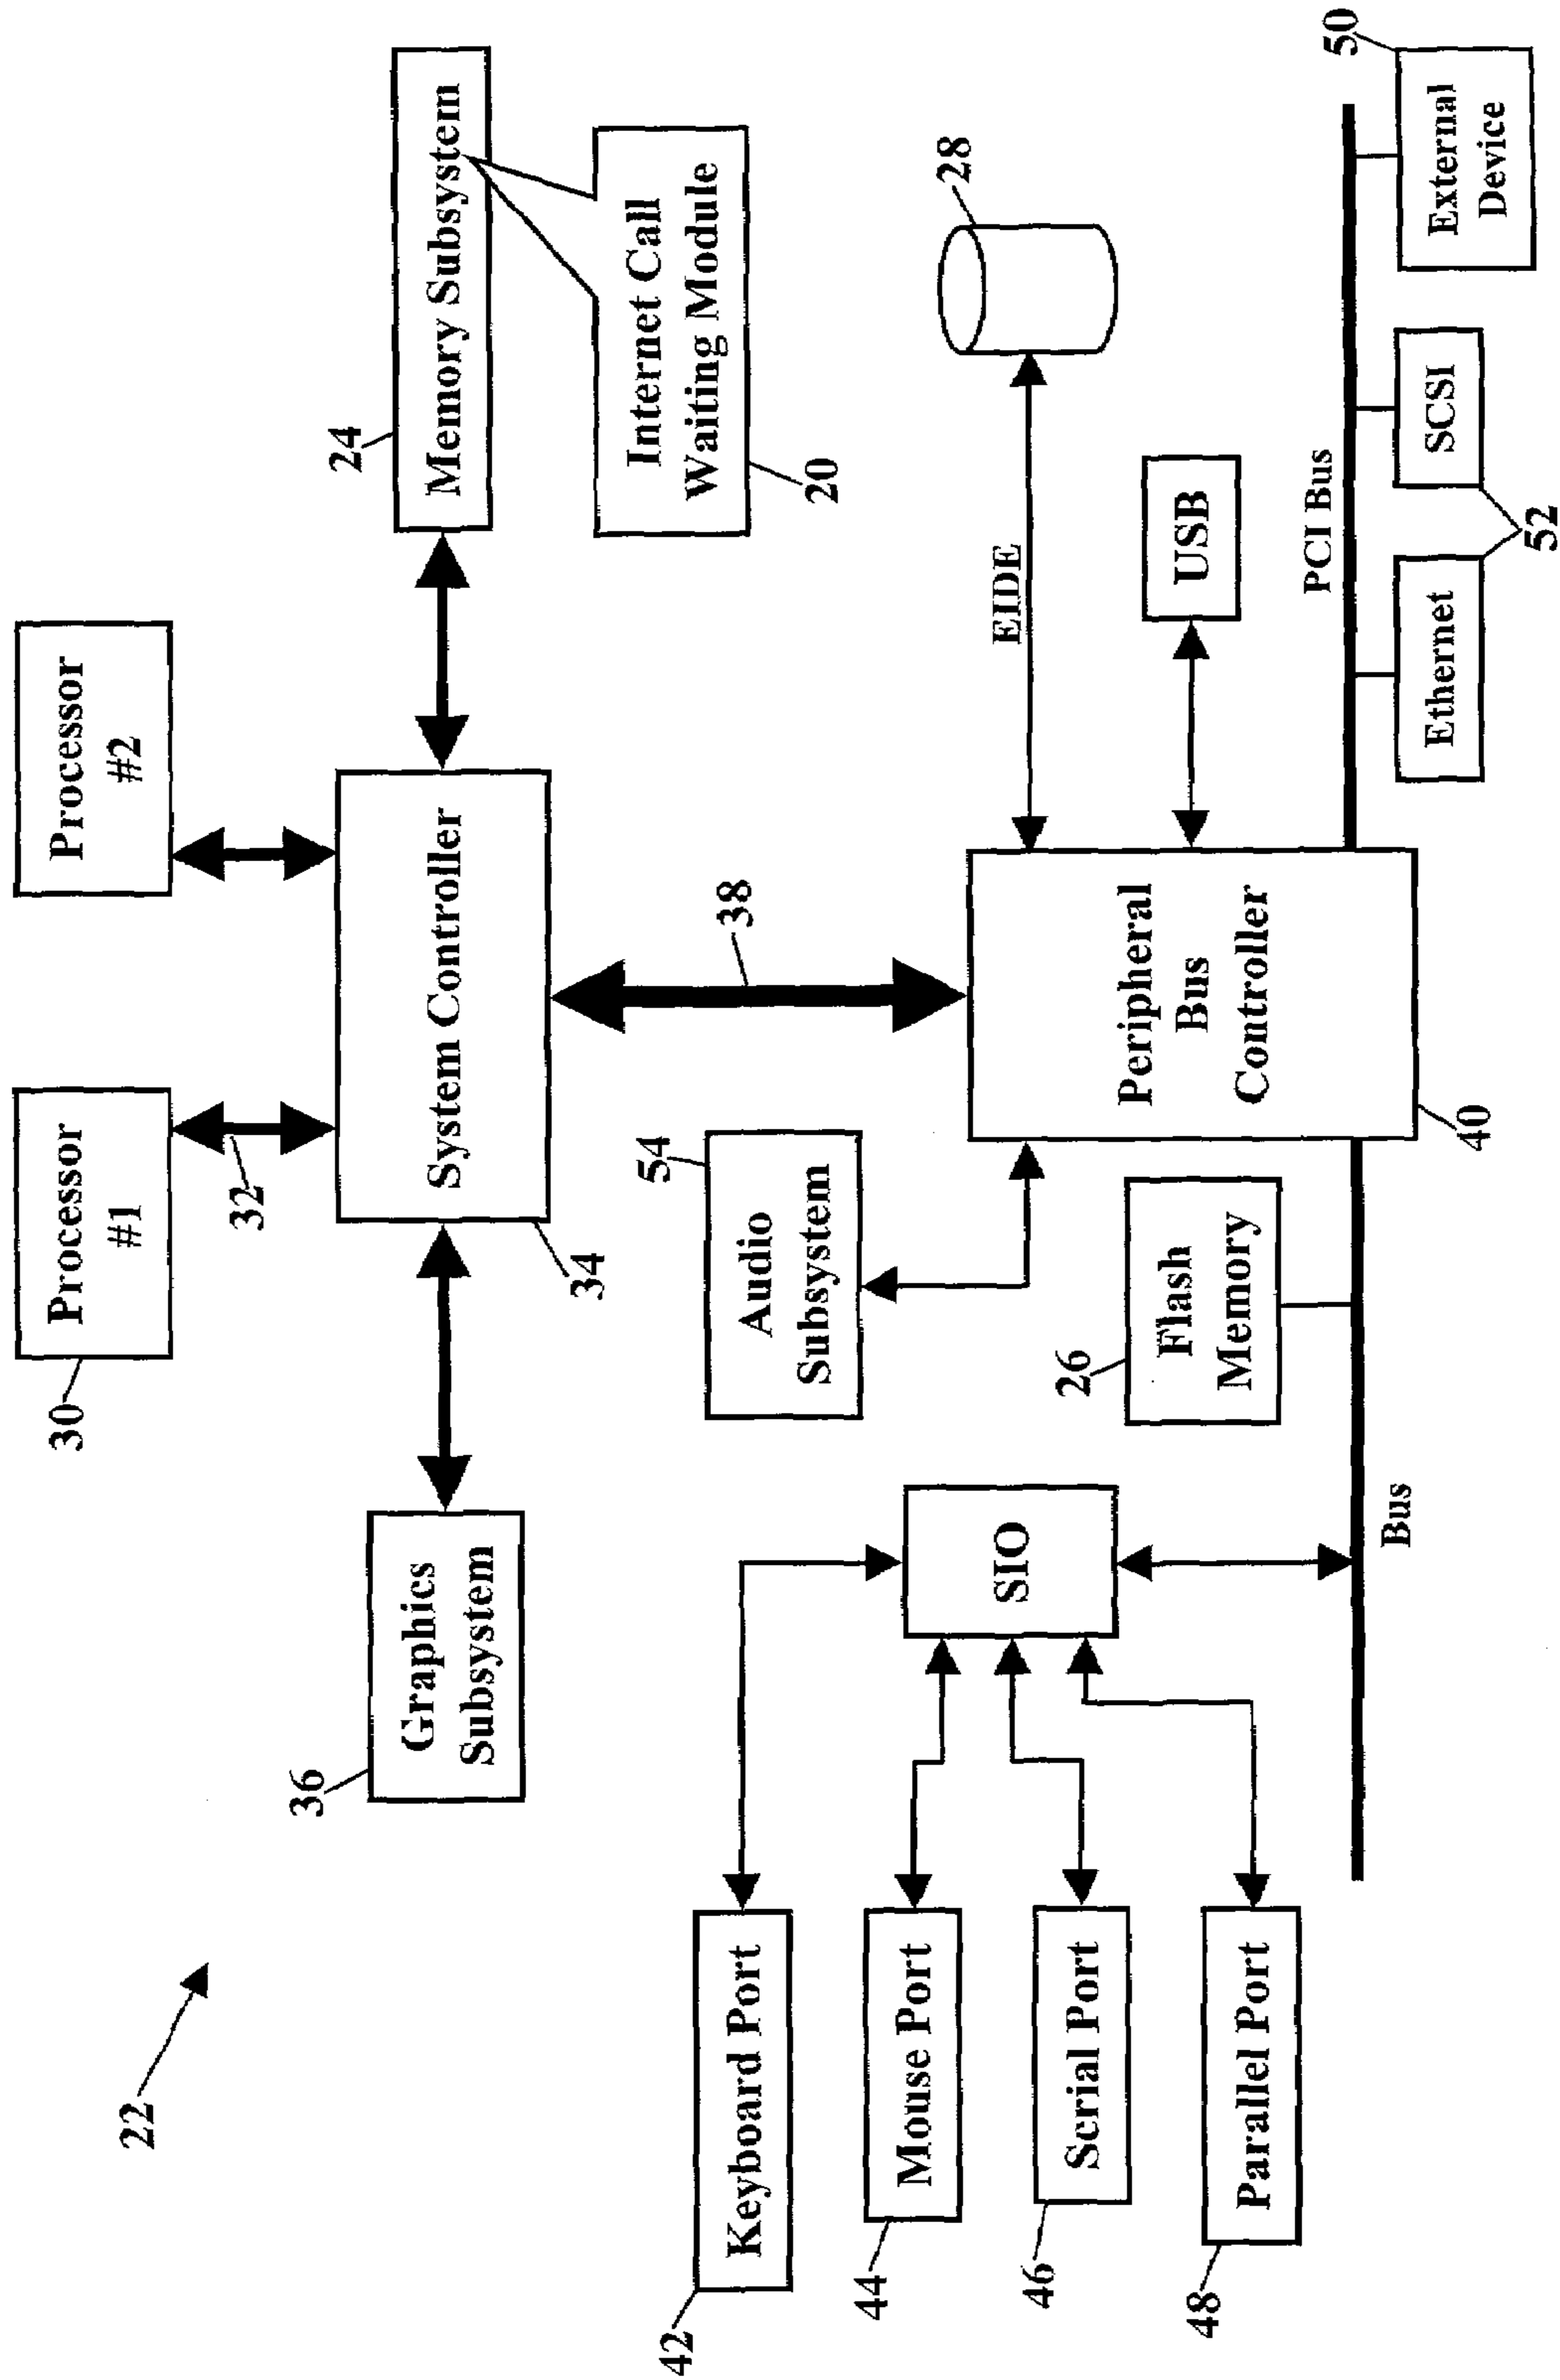 22
30
Processor
#1
32
Processor
#2
36
Graphics
Subsystem
System Controller
34
24
Memory Subsystem
Internet Call
Waiting Module
20
38
42
Keyboard Port
44
Mouse Port
46
Serial Port
48
Parallel Port
SIO
54
Audio
Subsystem
26
Flash
Memory
Bus
Peripheral
Bus
Controller
40
EIDE
28
USB
PCI Bus
Ethernet
SCSI
52
External
Device
50